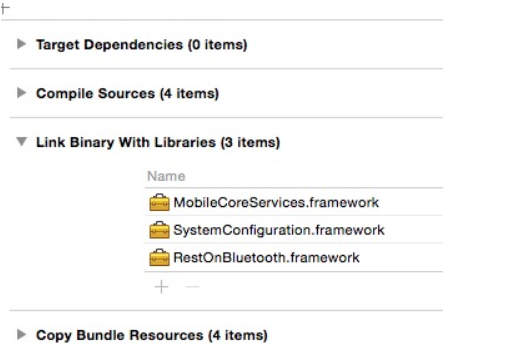 Target Dependencies (0 items)
Compile Sources (4 items)
Link Binary With Libraries (3 items)
Name
MobileCoreServices.framework
SystemConfiguration.framework
RestOnBluetooth.framework
Copy Bundle Resources (4 items)